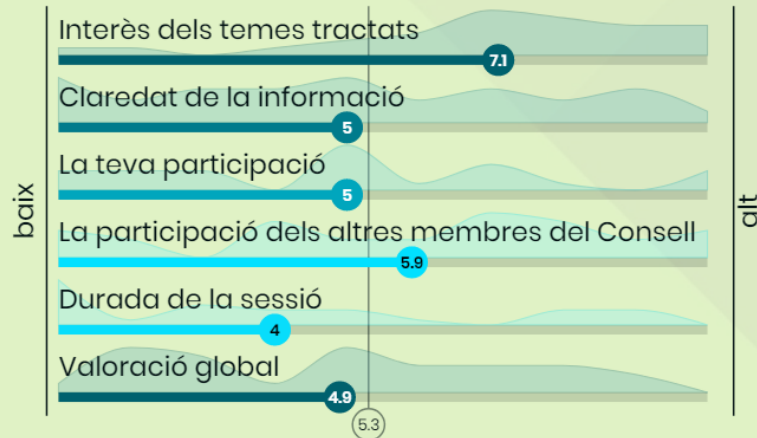 Interès dels temes tractats
7.1
Claredat de la informació
5
La teva participació
5
La participació dels altres membres del Consell
5.9
Durada de la sessió
4
Valoració global
4.9
5.3
baix
alt